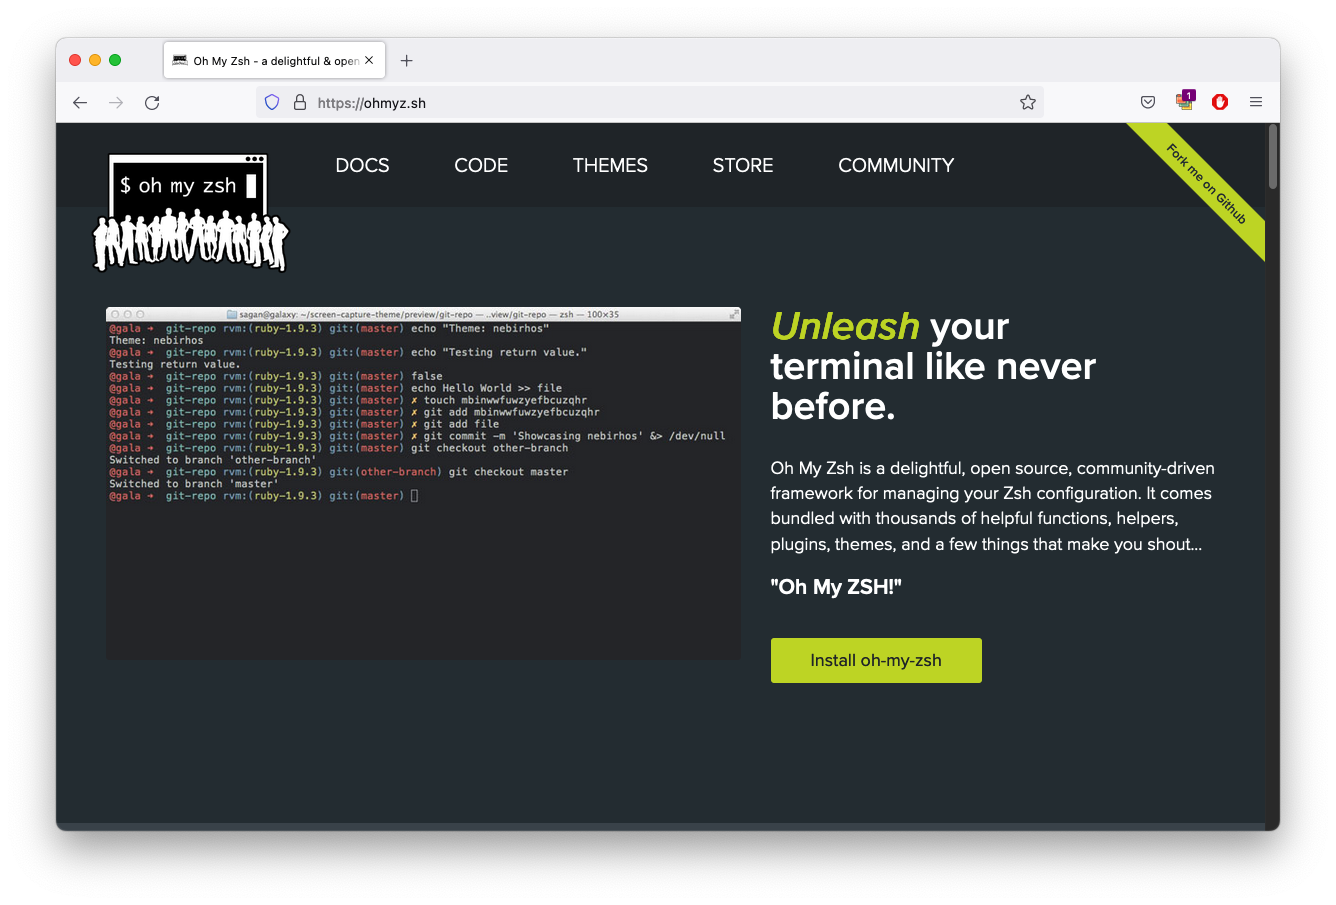 Oh My Zsh - a delightful & open
https://ohmyz.sh
1
$ oh my zsh
DOCS
CODE
THEMES
STORE
COMMUNITY
Fork me on Github
sagan@galaxy: ~/screen-capture-theme/preview/git-repo — ..view/git-repo — zsh — 100×35
@gala ➜ git-repo rvm:(ruby-1.9.3) git:(master) echo "Theme: nebirhos"
Theme: nebirhos
@gala ➜ git-repo rvm:(ruby-1.9.3) git:(master) echo "Testing return value."
Testing return value.
@gala ➜ git-repo rvm:(ruby-1.9.3) git:(master) false
@gala ➜ git-repo rvm:(ruby-1.9.3) git:(master) echo Hello World >> file
@gala ➜ git-repo rvm:(ruby-1.9.3) git:(master) ✗ touch mbinwwfuwzyefbcuzqhr
@gala ➜ git-repo rvm:(ruby-1.9.3) git:(master) ✗ git add mbinwwfuwzyefbcuzqhr
@gala ➜ git-repo rvm:(ruby-1.9.3) git:(master) ✗ git add file
@gala ➜ git-repo rvm:(ruby-1.9.3) git:(master) ✗ git commit -m 'Showcasing nebirhos' &> /dev/null
@gala ➜ git-repo rvm:(ruby-1.9.3) git:(master) git checkout other-branch
Switched to branch 'other-branch'
@gala ➜ git-repo rvm:(ruby-1.9.3) git:(other-branch) git checkout master
Switched to branch 'master'
@gala ➜ git-repo rvm:(ruby-1.9.3) git:(master)
Unleash your
terminal like never
before.
Oh My Zsh is a delightful, open source, community-driven
framework for managing your Zsh configuration. It comes
bundled with thousands of helpful functions, helpers,
plugins, themes, and a few things that make you shout...
"Oh My ZSH!"
Install oh-my-zsh